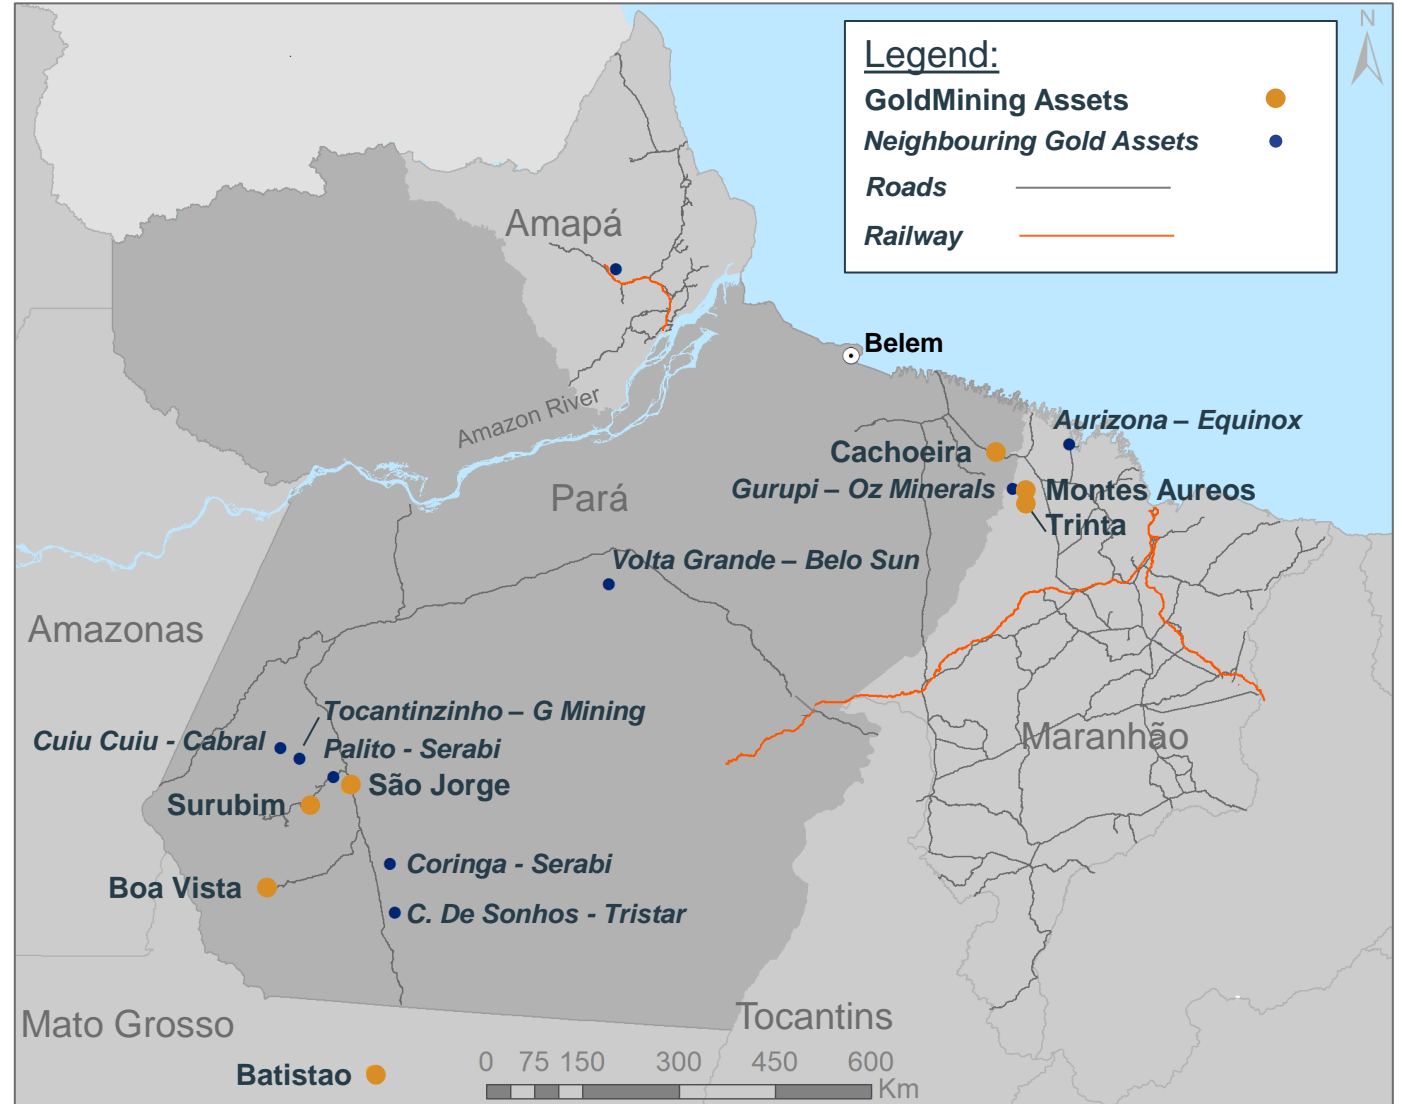 N
Legend:
GoldMining Assets
Neighbouring Gold Assets
Roads
Railway
Amapá
Belem
Amazon River
Aurizona – Equinox
Cachoeira
Gurupi – Oz Minerals
Montes Aureos
Trinta
Pará
Volta Grande – Belo Sun
Amazonas
Tocantinzinho – G Mining
Cuiu Cuiu - Cabral
Palito - Serabi
Maranhão
São Jorge
Surubim
Coringa - Serabi
Boa Vista
C. De Sonhos - Tristar
Mato Grosso
Tocantins
Batistao
0 75 150 300 450 600
Km